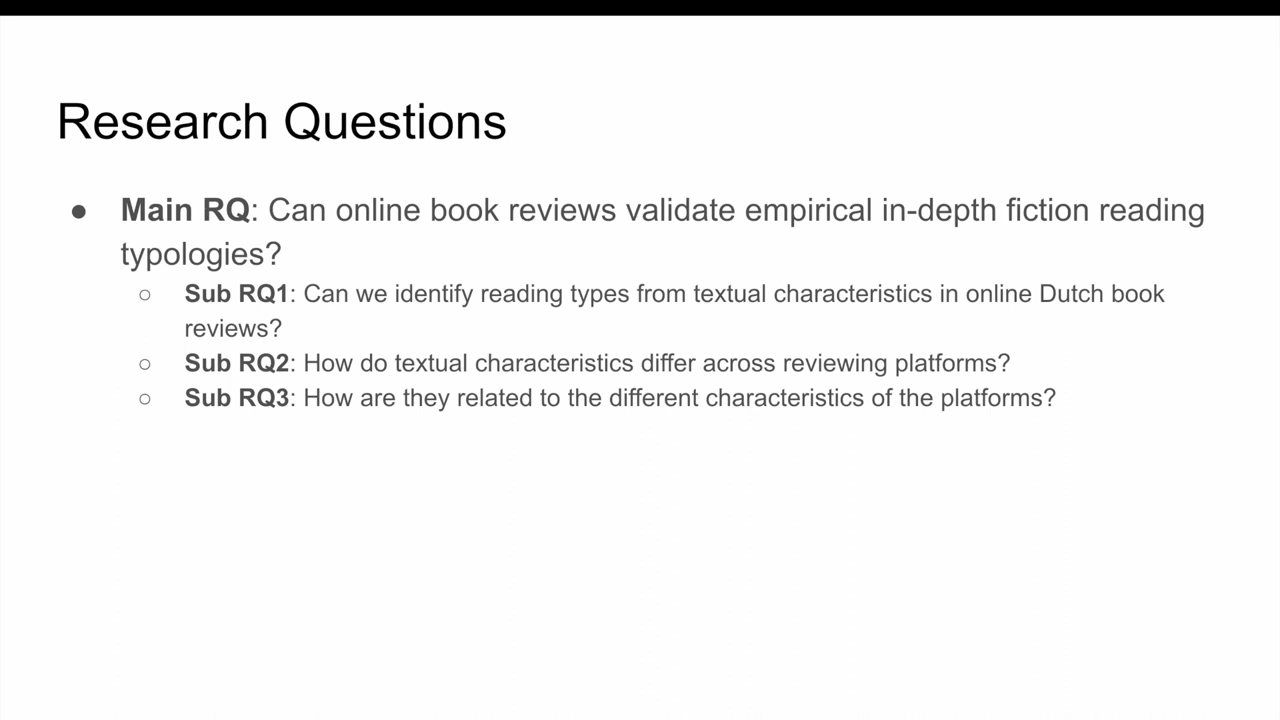 Research Questions
● Main RQ: Can online book reviews validate empirical in-depth fiction reading
typologies?
○ Sub RQ1: Can we identify reading types from textual characteristics in online Dutch book
reviews?
○ Sub RQ2: How do textual characteristics differ across reviewing platforms?
○ Sub RQ3: How are they related to the different characteristics of the platforms?